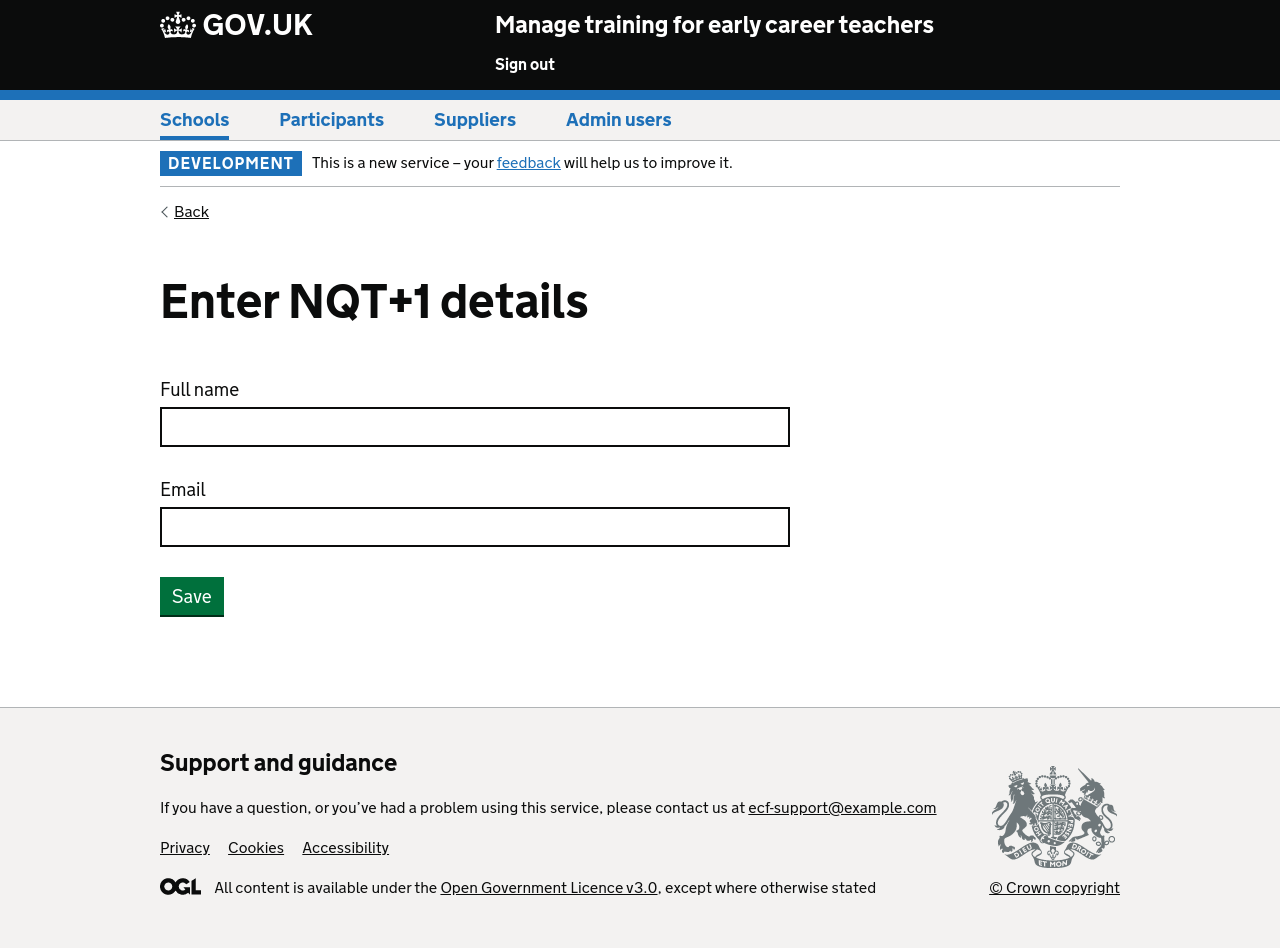 GOV.UK
Manage training for early career teachers
Sign out
Schools Participants Suppliers Admin users
DEVELOPMENT This is a new service – your feedback will help us to improve it.
Back
Enter NQT+1 details
Full name
Email
Save
Support and guidance
If you have a question, or you’ve had a problem using this service, please contact us at ecf-support@example.com
Privacy Cookies Accessibility
OGL All content is available under the Open Government Licence v3.0, except where otherwise stated
© Crown copyright